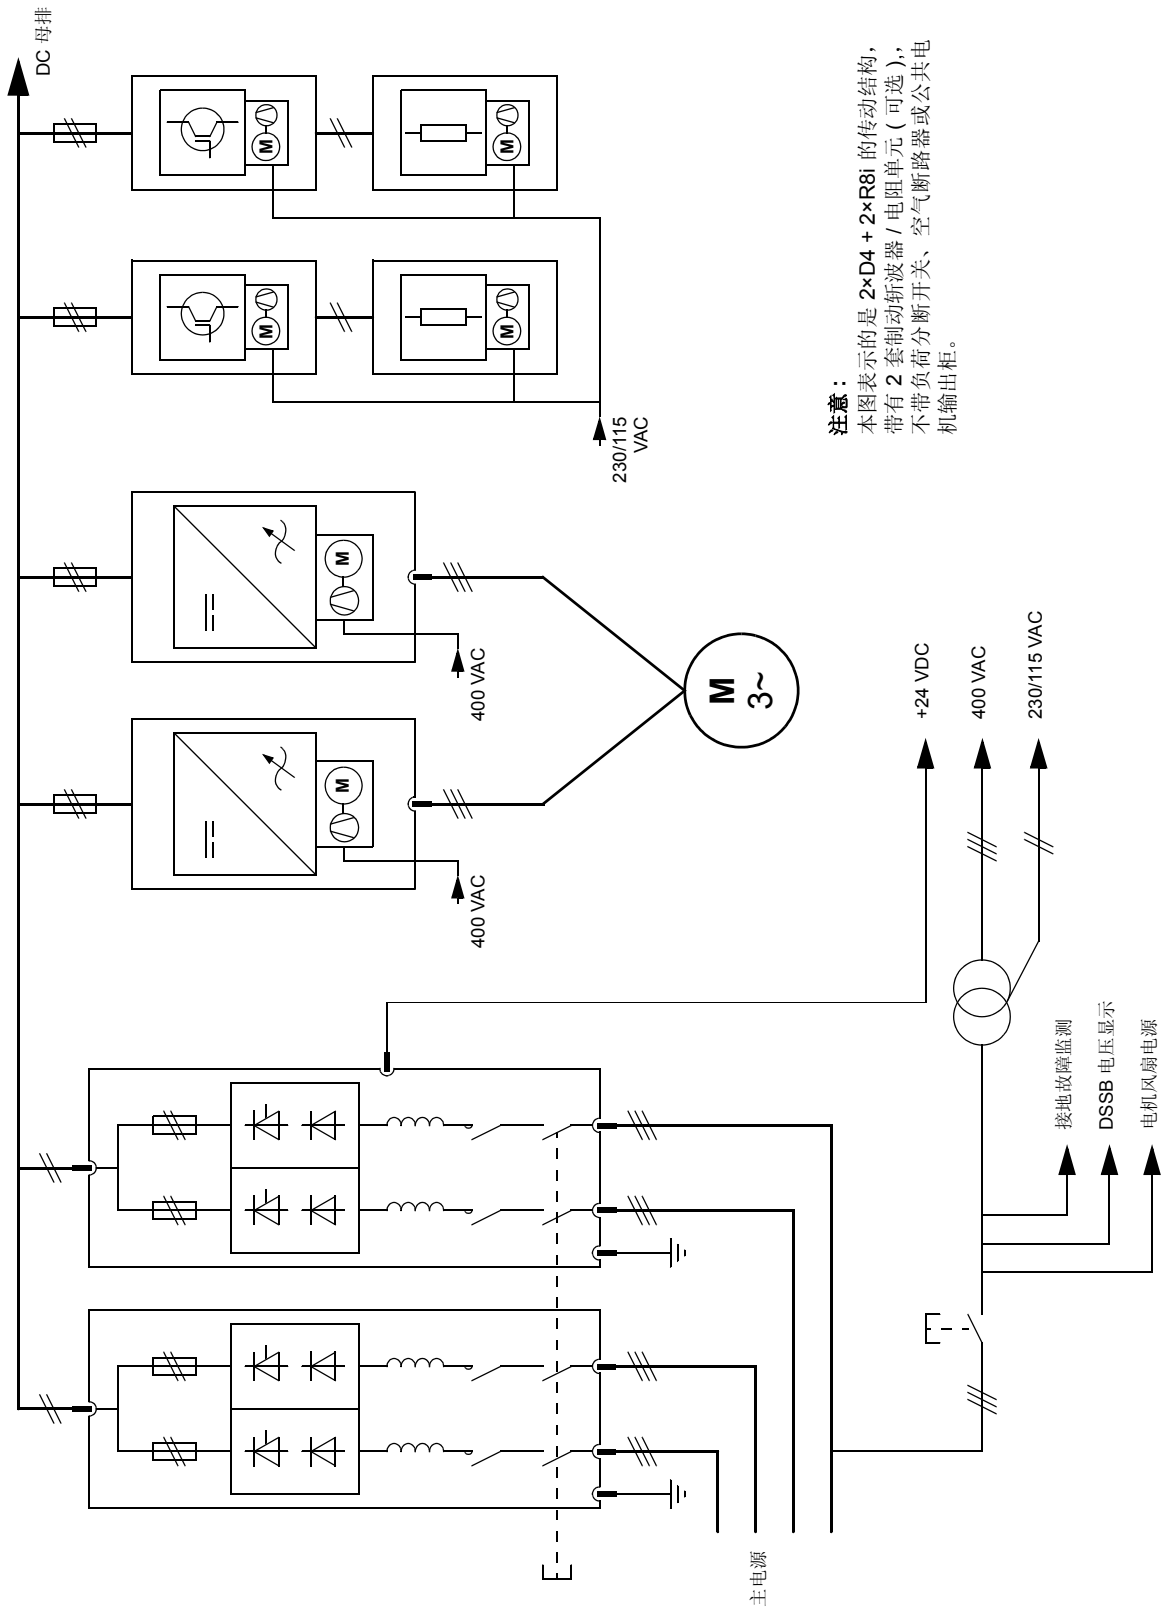 DC 母排
M
M
M
M
400 VAC
400 VAC
M
M
230/115
VAC
M
3~
主电源
注意：
本图表示的是 2×D4 + 2×R8i 的传动结构，
带有 2 套制动斩波器 / 电阻单元 ( 可选 ),，
不带负荷分断开关、空气断路器或公共电
机输出柜。
+24 VDC
400 VAC
230/115 VAC
接地故障监测
DSSB 电压显示
电机风扇电源